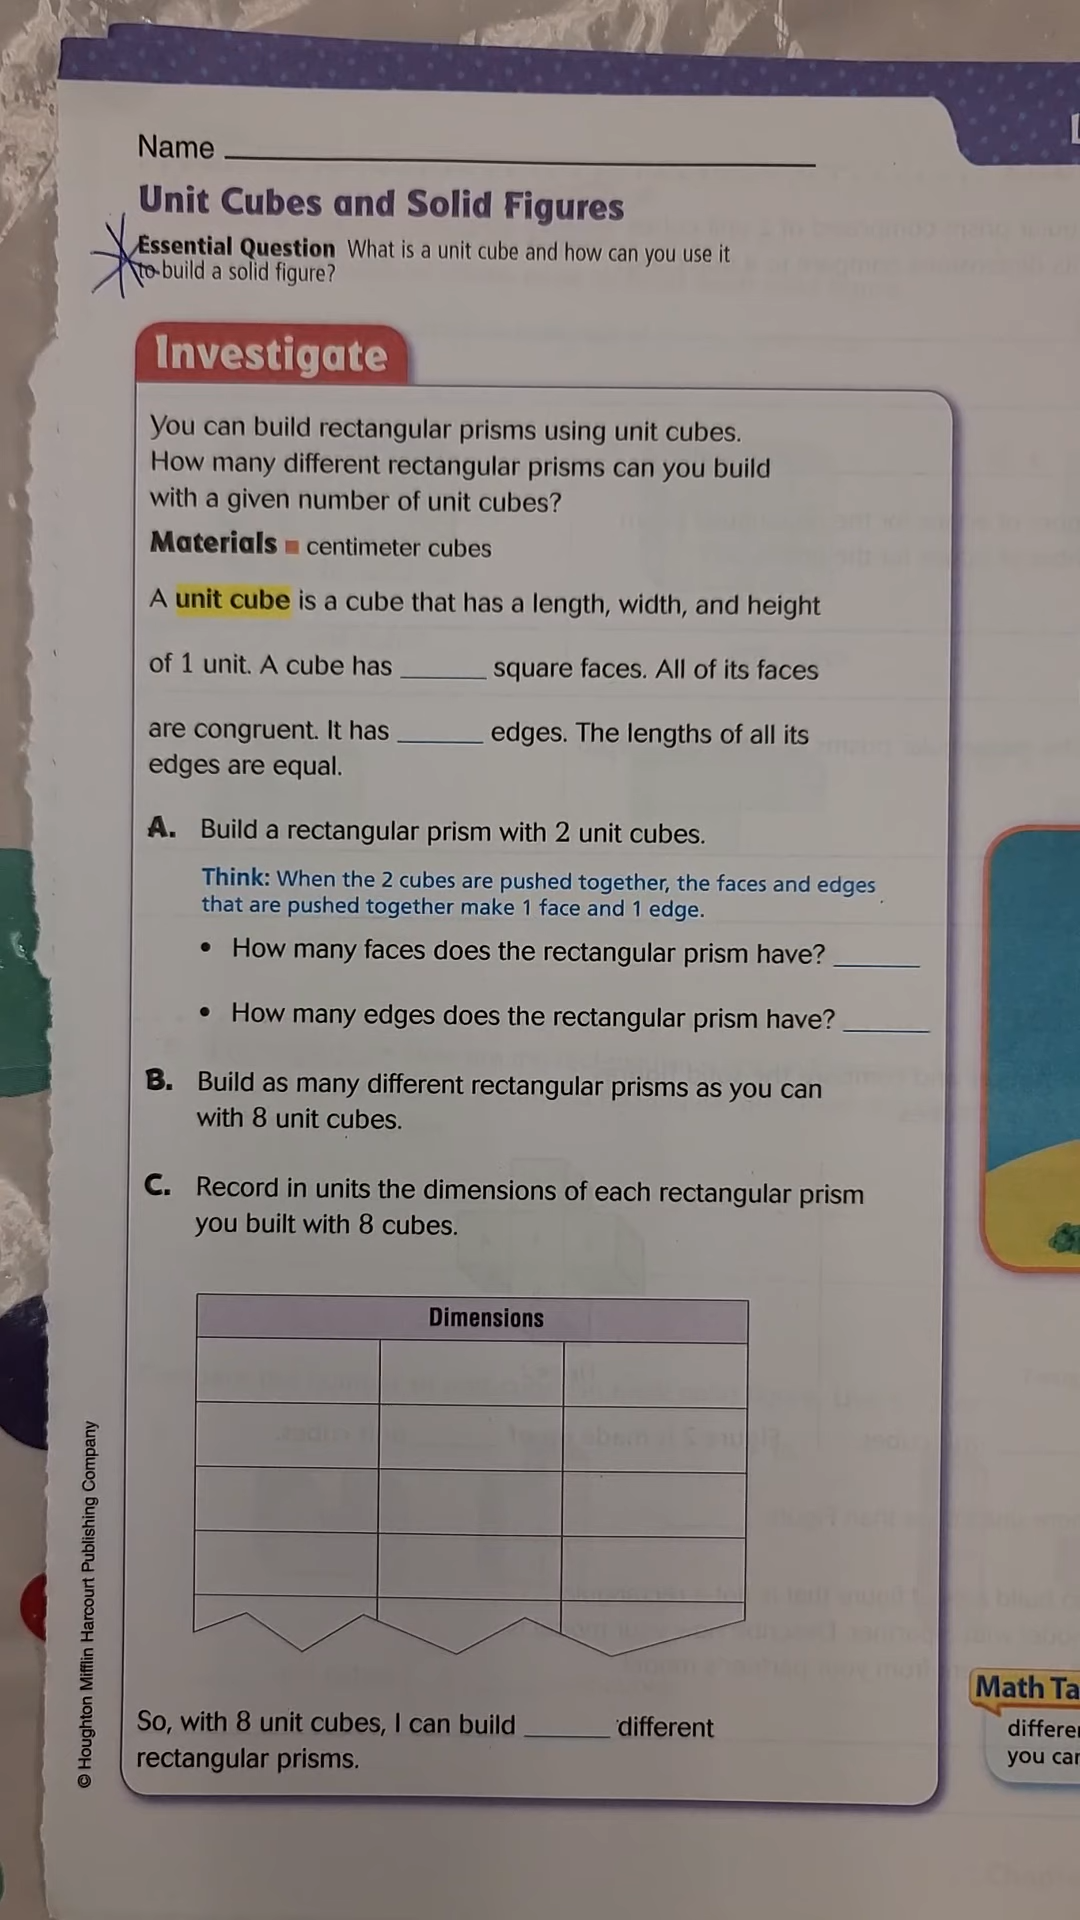 Name
Unit Cubes and Solid Figures
Essential Question What is a unit cube and how can you use it
to build a solid figure?
Investigate
You can build rectangular prisms using unit cubes.
How many different rectangular prisms can you build
with a given number of unit cubes?
Materials ■ centimeter cubes
A unit cube is a cube that has a length, width, and height
of 1 unit. A cube has ______ square faces. All of its faces
are congruent. It has ______ edges. The lengths of all its
edges are equal.
A. Build a rectangular prism with 2 unit cubes.
Think: When the 2 cubes are pushed together, the faces and edges
that are pushed together make 1 face and 1 edge.
• How many faces does the rectangular prism have? ______
• How many edges does the rectangular prism have? ______
B. Build as many different rectangular prisms as you can
with 8 unit cubes.
C. Record in units the dimensions of each rectangular prism
you built with 8 cubes.
Dimensions
So, with 8 unit cubes, I can build ______ different
rectangular prisms.
© Houghton Mifflin Harcourt Publishing Company
Math Ta
differe
you ca